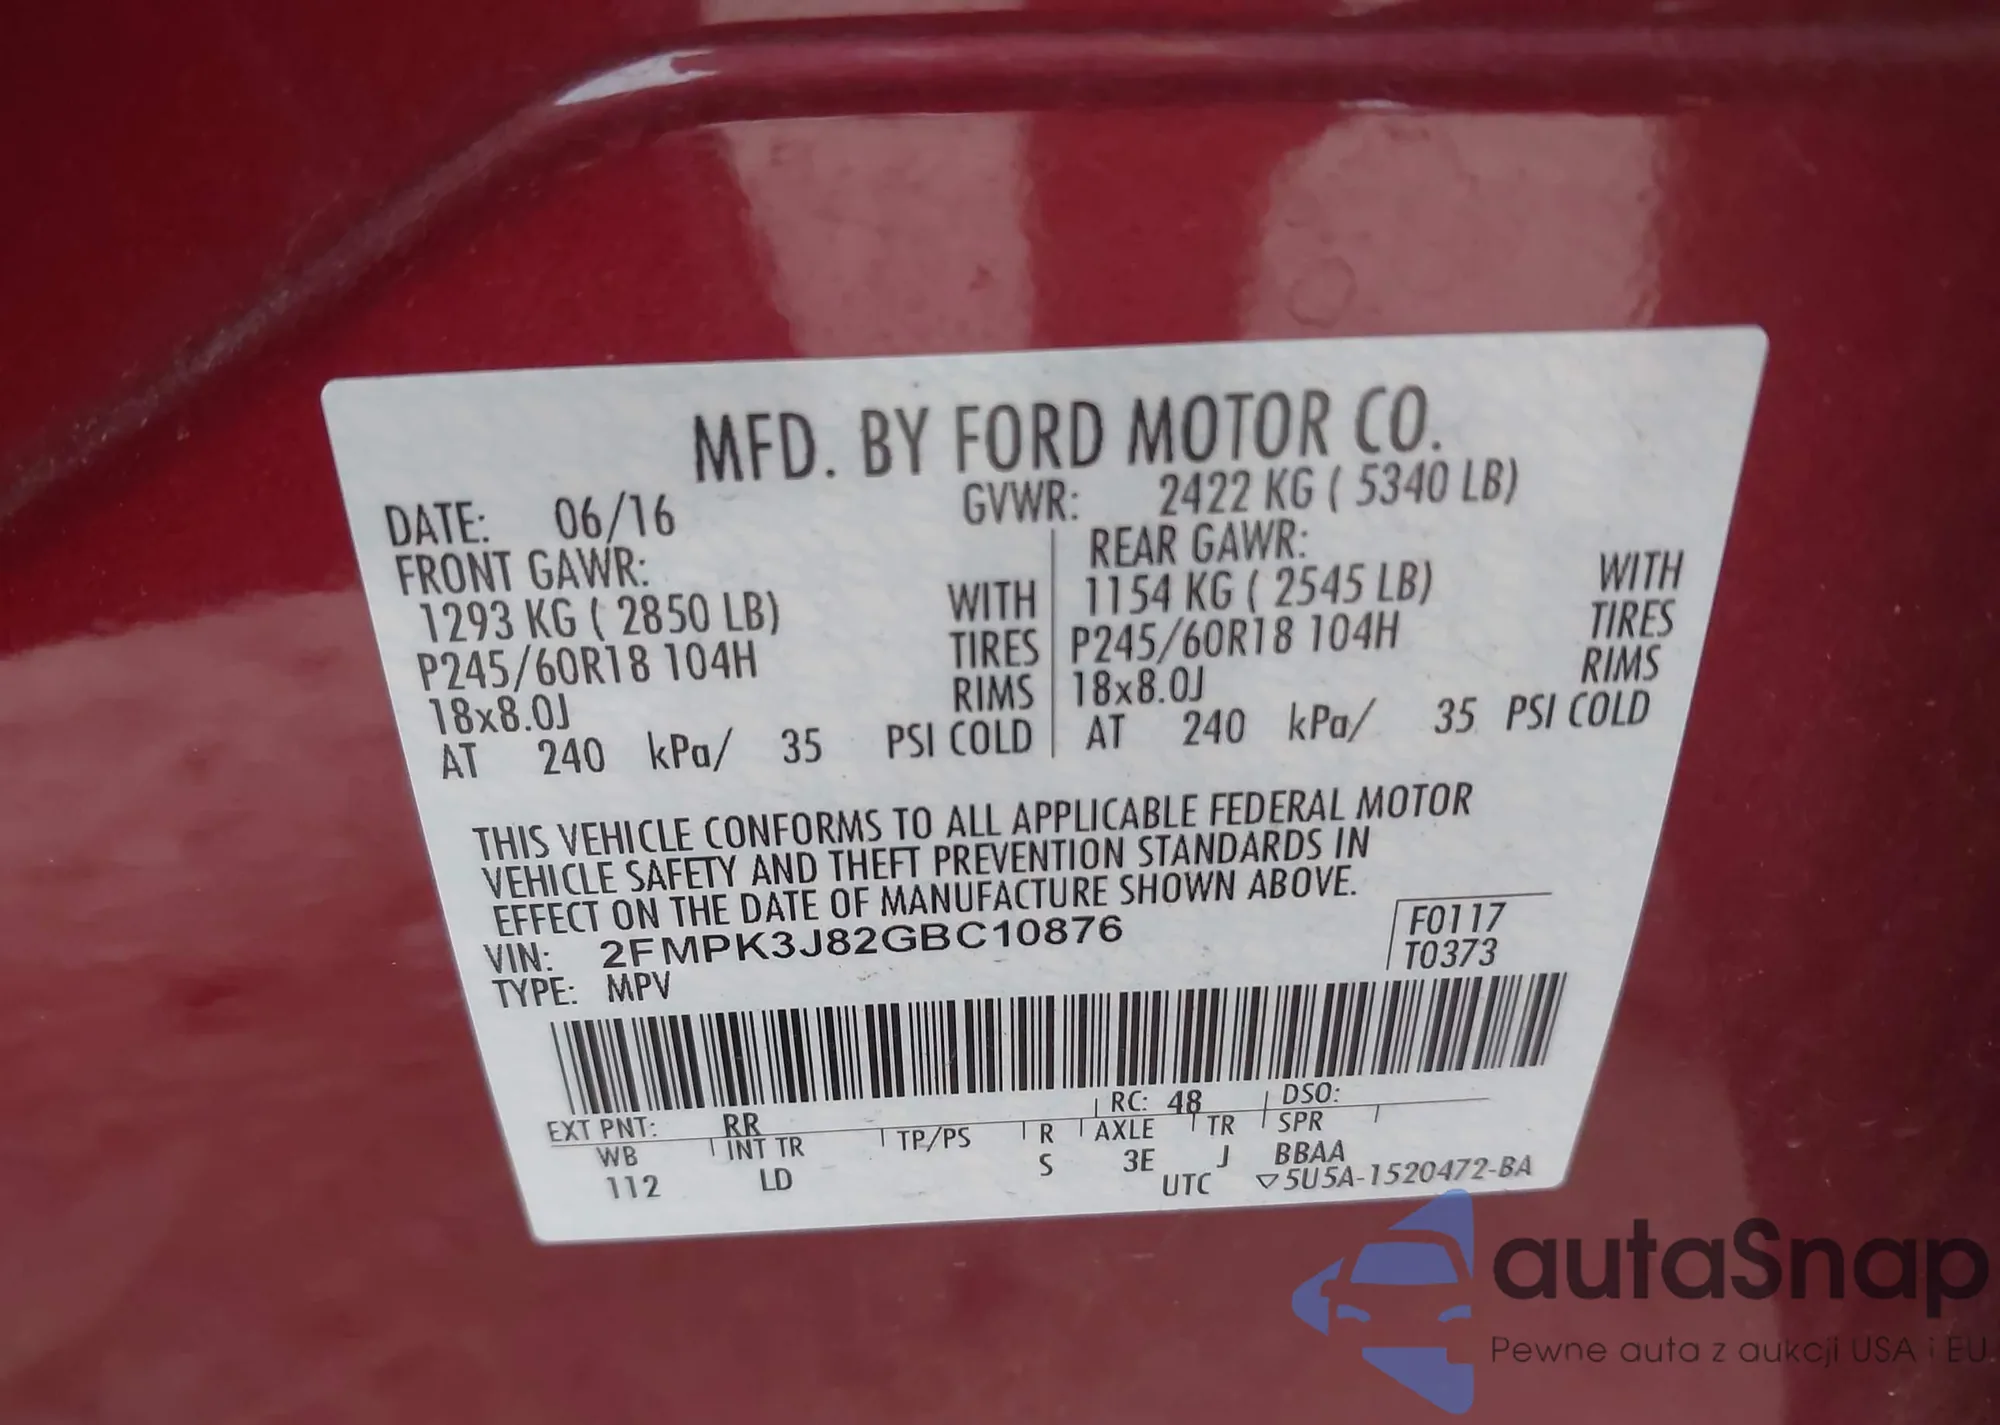 MFD. BY FORD MOTOR CO.
DATE: 06/16 GVWR: 2422 KG ( 5340 LB)
FRONT GAWR: REAR GAWR:
1293 KG ( 2850 LB) WITH 1154 KG ( 2545 LB) WITH
P245/60R18 104H TIRES P245/60R18 104H TIRES
18x8.0J RIMS 18x8.0J RIMS
AT 240 kPa/ 35 PSI COLD AT 240 kPa/ 35 PSI COLD
THIS VEHICLE CONFORMS TO ALL APPLICABLE FEDERAL MOTOR
VEHICLE SAFETY AND THEFT PREVENTION STANDARDS IN
EFFECT ON THE DATE OF MANUFACTURE SHOWN ABOVE.
VIN: 2FMPK3J82GBC10876 F0117
TYPE: MPV T0373
EXT PNT: RR RC: 48 DSO:
WB INT TR TP/PS R AXLE TR SPR
112 LD S 3E J BBAA
UTC ▽5U5A-1520472-BA
autaSnap
Pewne auta z aukcji USA i EU